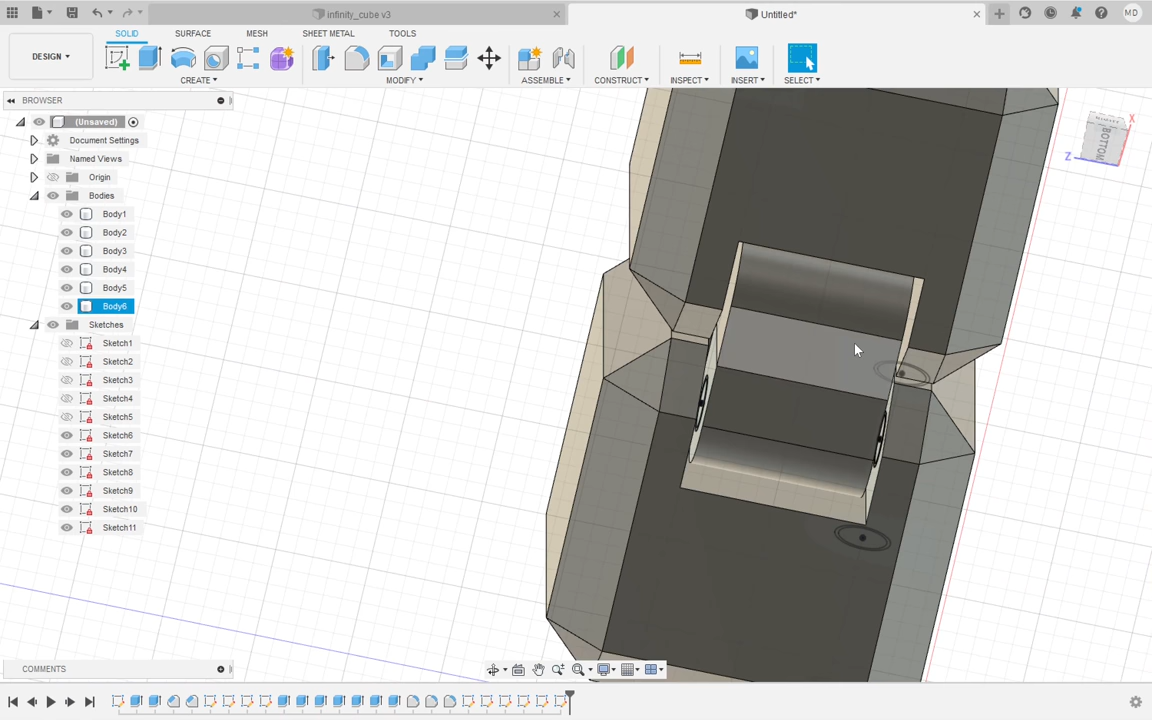 infinity_cube v3
Untitled*
MD
DESIGN
SOLID
SURFACE
MESH
SHEET METAL
TOOLS
CREATE
MODIFY
ASSEMBLE
CONSTRUCT
INSPECT
INSERT
SELECT
BROWSER
(Unsaved)
Document Settings
Named Views
Origin
Bodies
Body1
Body2
Body3
Body4
Body5
Body6
Sketches
Sketch1
Sketch2
Sketch3
Sketch4
Sketch5
Sketch6
Sketch7
Sketch8
Sketch9
Sketch10
Sketch11
X
BOTTOM
Z
COMMENTS